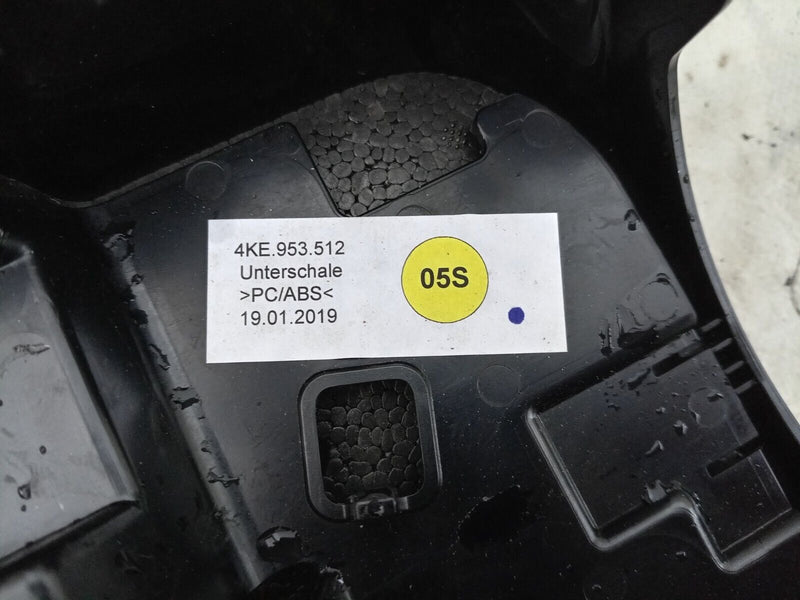 4KE.953.512
Unterschale
>PC/ABS<
19.01.2019
05S